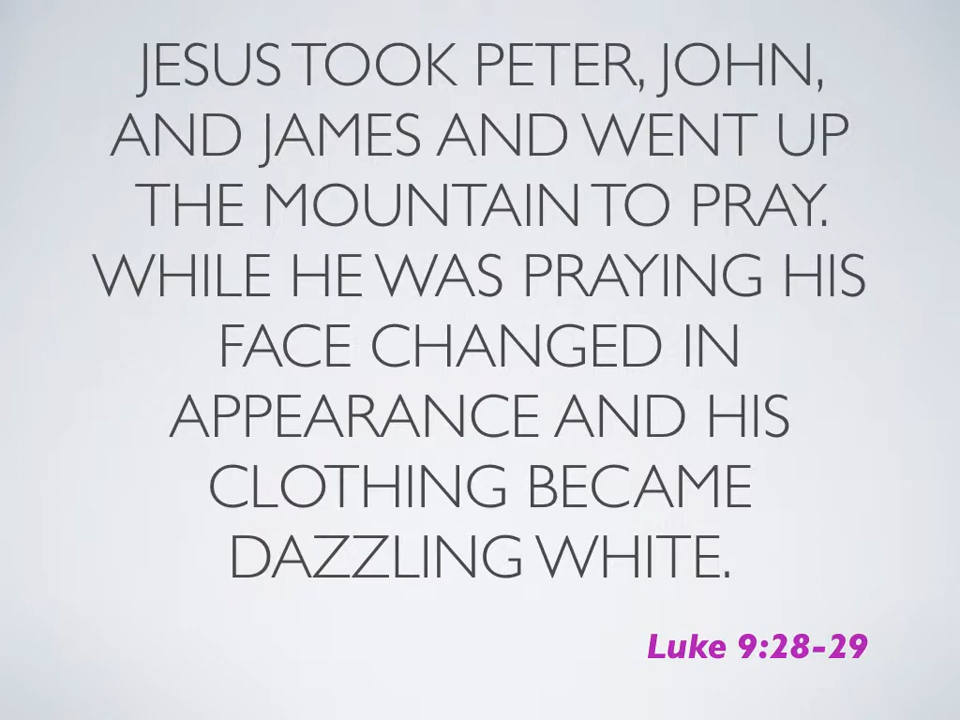 JESUS TOOK PETER, JOHN,
AND JAMES AND WENT UP
THE MOUNTAIN TO PRAY.
WHILE HE WAS PRAYING HIS
FACE CHANGED IN
APPEARANCE AND HIS
CLOTHING BECAME
DAZZLING WHITE.
Luke 9:28-29